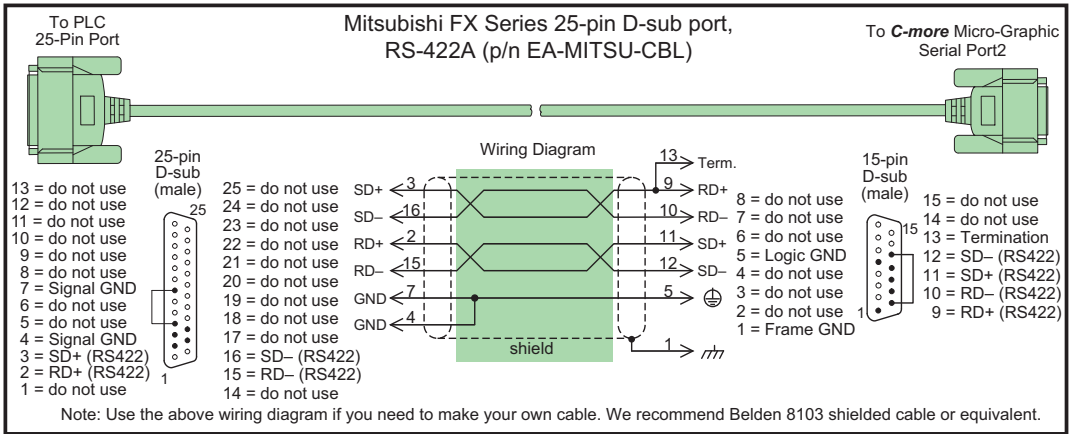 To PLC
25-Pin Port
Mitsubishi FX Series 25-pin D-sub port,
RS-422A (p/n EA-MITSU-CBL)
To C-more Micro-Graphic
Serial Port2
25-pin
D-sub
(male)
13 = do not use
12 = do not use
11 = do not use
10 = do not use
9 = do not use
8 = do not use
7 = Signal GND
6 = do not use
5 = do not use
4 = Signal GND
3 = SD+ (RS422)
2 = RD+ (RS422)
1 = do not use
25
1
25 = do not use
24 = do not use
23 = do not use
22 = do not use
21 = do not use
20 = do not use
19 = do not use
18 = do not use
17 = do not use
16 = SD– (RS422)
15 = RD– (RS422)
14 = do not use
Wiring Diagram
13 Term.
SD+ 3 9 RD+
SD– 16 10 RD–
RD+ 2 11 SD+
RD– 15 12 SD–
GND 7 5
GND 4
shield 1
8 = do not use
7 = do not use
6 = do not use
5 = Logic GND
4 = do not use
3 = do not use
2 = do not use
1 = Frame GND
15-pin
D-sub
(male)
15
1
15 = do not use
14 = do not use
13 = Termination
12 = SD– (RS422)
11 = SD+ (RS422)
10 = RD– (RS422)
9 = RD+ (RS422)
Note: Use the above wiring diagram if you need to make your own cable. We recommend Belden 8103 shielded cable or equivalent.